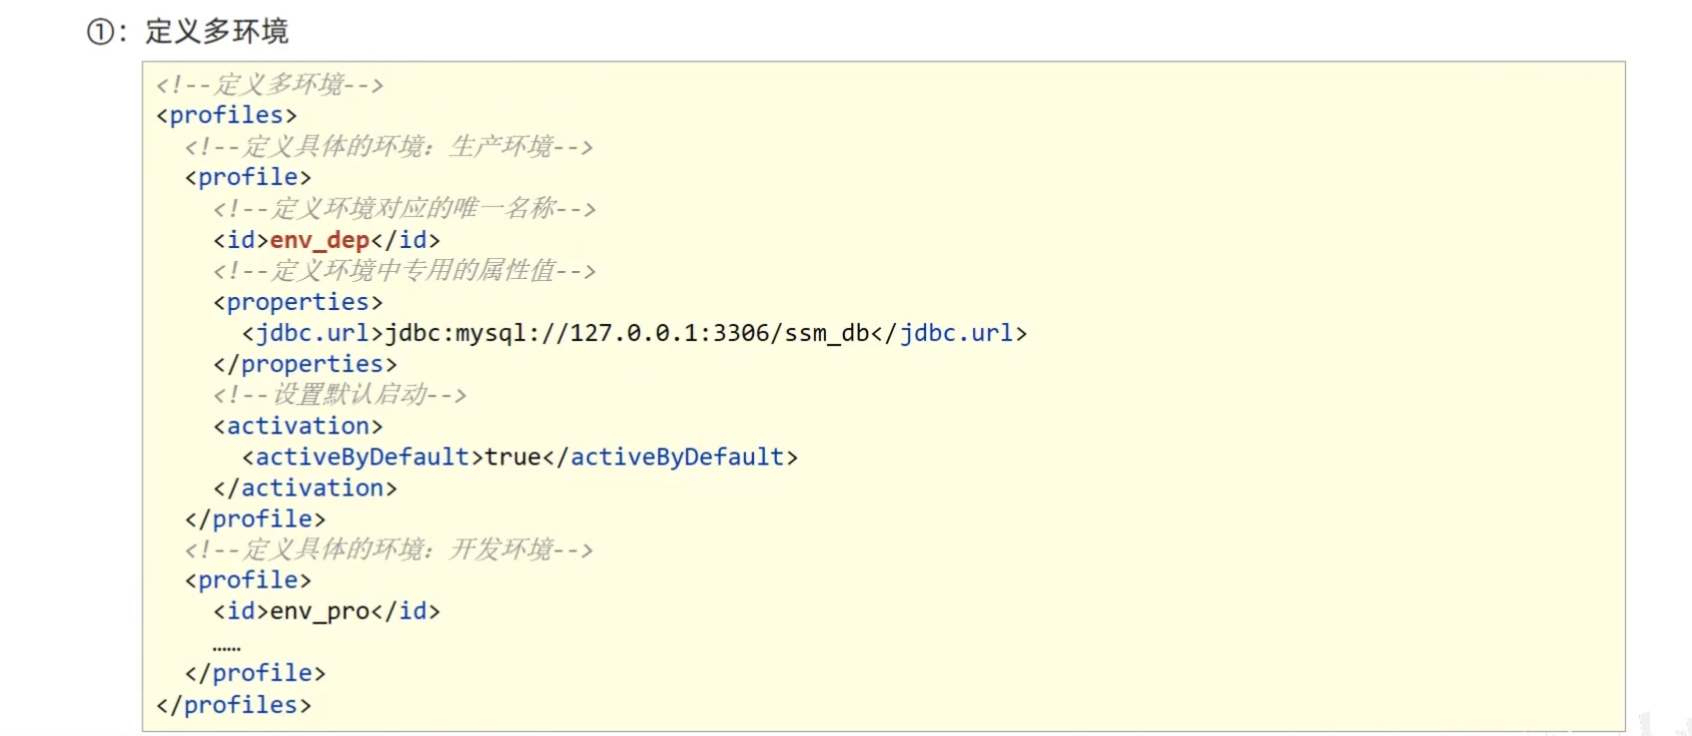 ①：定义多环境
<!--定义多环境-->
<profiles>
  <!--定义具体的环境：生产环境-->
  <profile>
    <!--定义环境对应的唯一名称-->
    <id>env_dep</id>
    <!--定义环境中专用的属性值-->
    <properties>
      <jdbc.url>jdbc:mysql://127.0.0.1:3306/ssm_db</jdbc.url>
    </properties>
    <!--设置默认启动-->
    <activation>
      <activeByDefault>true</activeByDefault>
    </activation>
  </profile>
  <!--定义具体的环境：开发环境-->
  <profile>
    <id>env_pro</id>
    ……
  </profile>
</profiles>